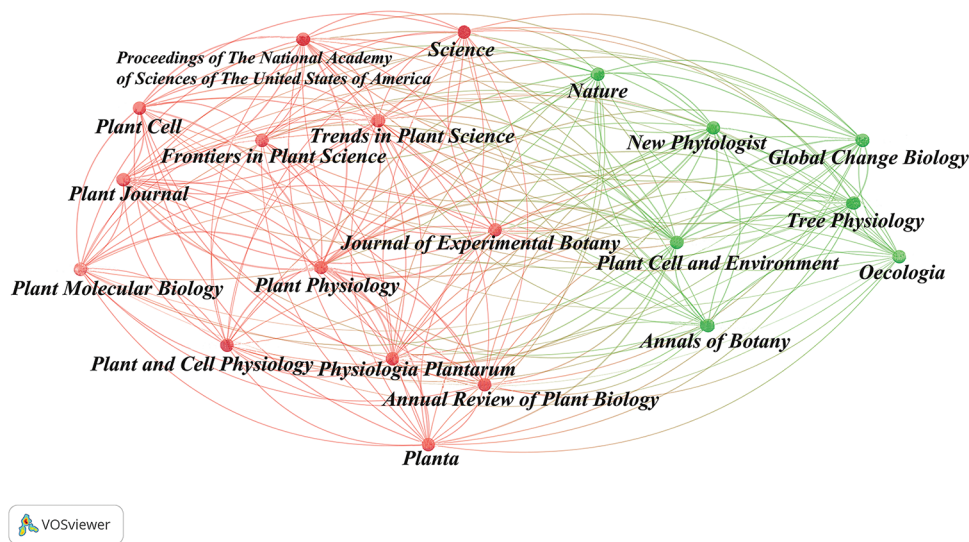 Science
Proceedings of The National Academy
of Sciences of The United States of America
Nature
Plant Cell
Trends in Plant Science
New Phytologist
Frontiers in Plant Science
Global Change Biology
Plant Journal
Tree Physiology
Journal of Experimental Botany
Plant Cell and Environment
Oecologia
Plant Molecular Biology
Plant Physiology
Annals of Botany
Plant and Cell Physiology
Physiologia Plantarum
Annual Review of Plant Biology
Planta
VOSviewer